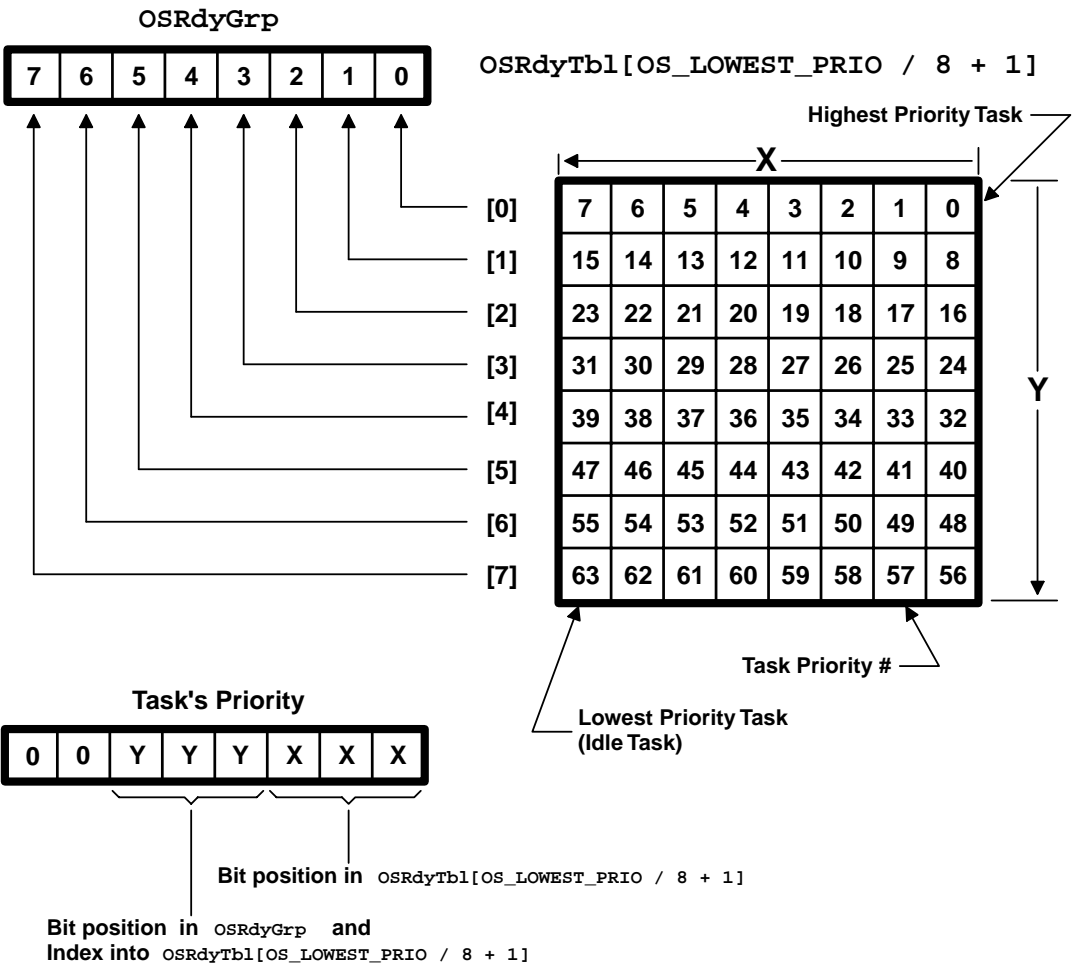 OSRdyGrp
7 6 5 4 3 2 1 0
OSRdyTbl[OS_LOWEST_PRIO / 8 + 1]
Highest Priority Task
X
[0] 7 6 5 4 3 2 1 0
[1] 15 14 13 12 11 10 9 8
[2] 23 22 21 20 19 18 17 16
[3] 31 30 29 28 27 26 25 24
Y
[4] 39 38 37 36 35 34 33 32
[5] 47 46 45 44 43 42 41 40
[6] 55 54 53 52 51 50 49 48
[7] 63 62 61 60 59 58 57 56
Task Priority #
Lowest Priority Task
(Idle Task)
Task's Priority
0 0 Y Y Y X X X
Bit position in OSRdyTbl[OS_LOWEST_PRIO / 8 + 1]
Bit position in OSRdyGrp and
Index into OSRdyTbl[OS_LOWEST_PRIO / 8 + 1]